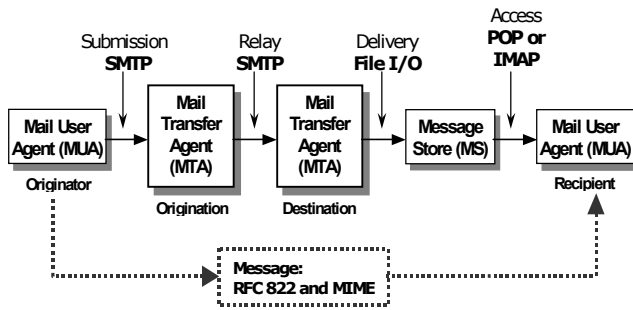 Submission
SMTP
Relay
SMTP
Delivery
File I/O
Access
POP or
IMAP
Mail User
Agent (MUA)
Mail
Transfer
Agent
(MTA)
Mail
Transfer
Agent
(MTA)
Message
Store (MS)
Mail User
Agent (MUA)
Originator
Origination
Destination
Recipient
Message:
RFC 822 and MIME